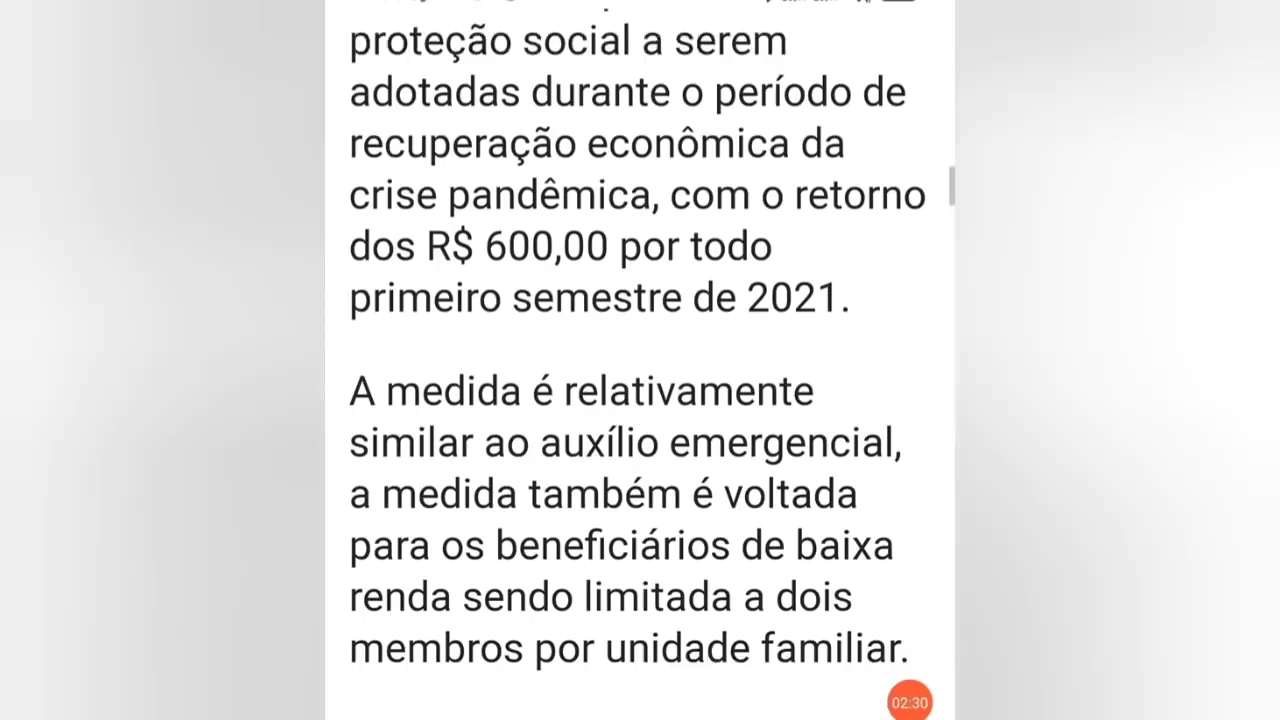 proteção social a serem
adotadas durante o período de
recuperação econômica da
crise pandêmica, com o retorno
dos R$ 600,00 por todo
primeiro semestre de 2021.
A medida é relativamente
similar ao auxílio emergencial,
a medida também é voltada
para os beneficiários de baixa
renda sendo limitada a dois
membros por unidade familiar.
02:30